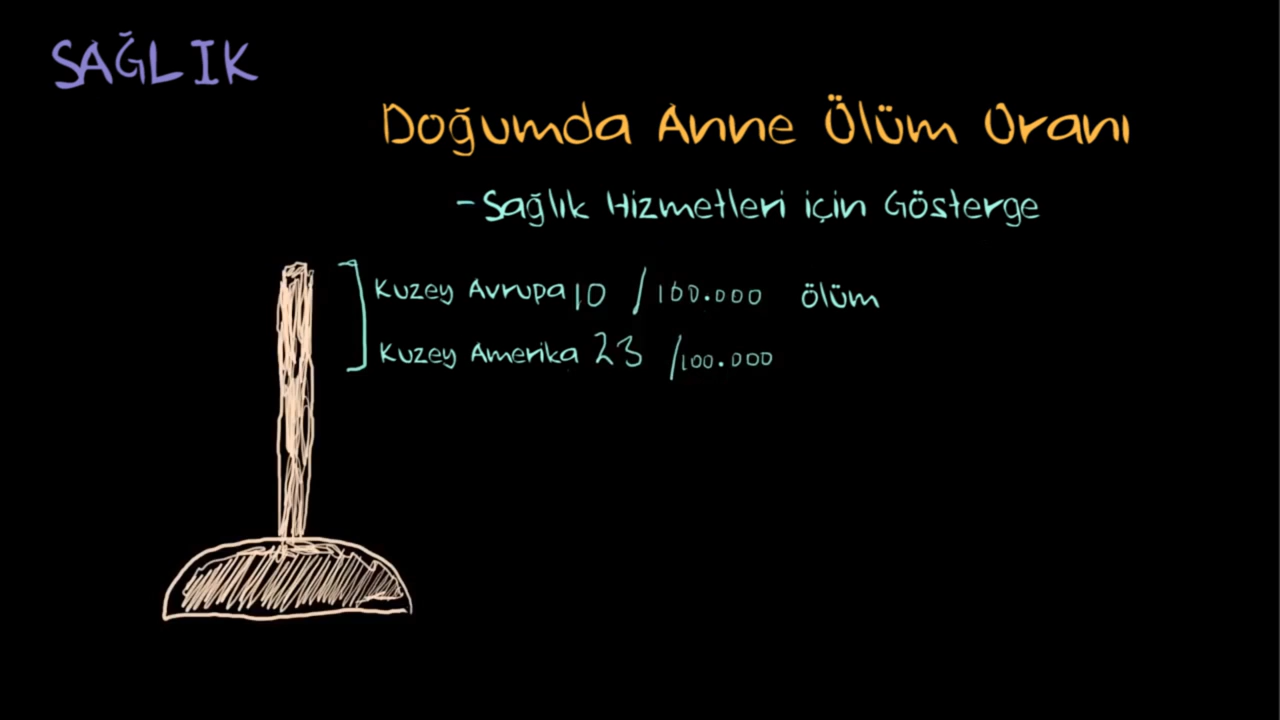 SAĞLIK
Doğumda Anne Ölüm Oranı
-Sağlık Hizmetleri için Gösterge
Kuzey Avrupa 10 /100.000 ölüm
Kuzey Amerika 23 /100.000